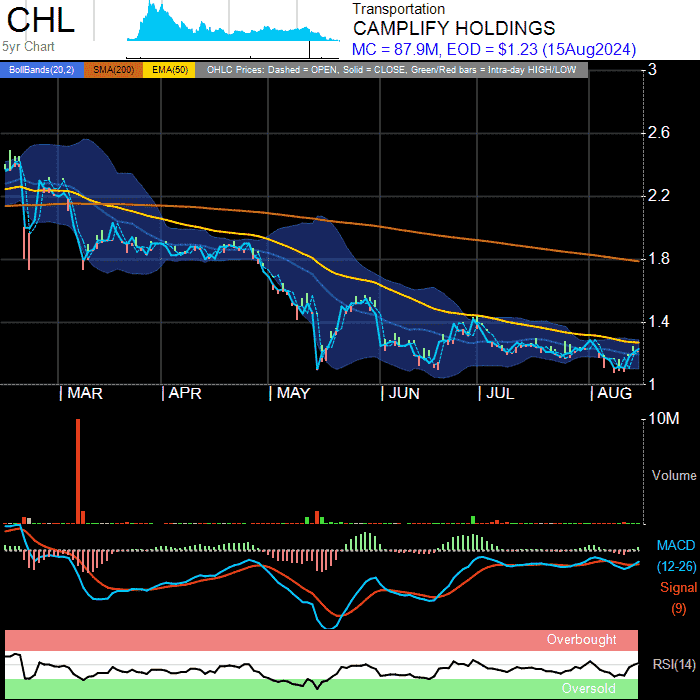 CHL
5yr Chart
Transportation
CAMPLIFY HOLDINGS
MC = 87.9M, EOD = $1.23 (15Aug2024)
BollBands(20,2) SMA(200) EMA(50) OHLC Prices: Dashed = OPEN, Solid = CLOSE, Green/Red bars = Intra-day HIGH/LOW
3
2.6
2.2
1.8
1.4
1
MAR APR MAY JUN JUL AUG
10M
Volume
MACD
(12-26)
Signal
(9)
Overbought
RSI(14)
Oversold